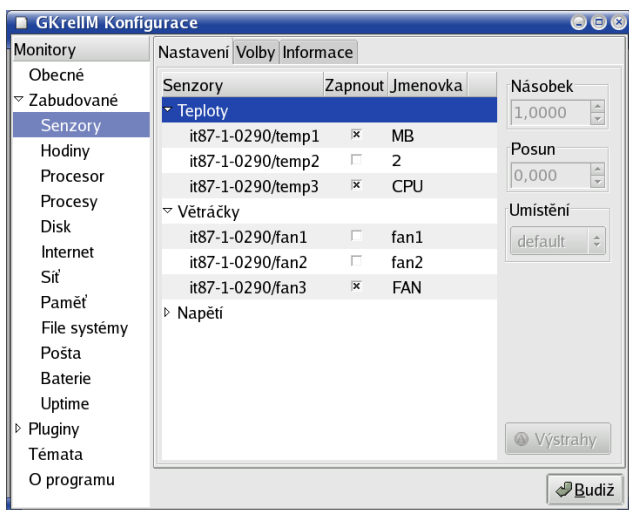 GKrellM Konfigurace
Monitory
Obecné
Zabudované
Senzory
Hodiny
Procesor
Procesy
Disk
Internet
Síť
Paměť
File systémy
Pošta
Baterie
Uptime
Pluginy
Témata
O programu
Nastavení Volby Informace
Senzory Zapnout Jmenovka
Teploty
it87-1-0290/temp1 MB
it87-1-0290/temp2 2
it87-1-0290/temp3 CPU
Větráčky
it87-1-0290/fan1 fan1
it87-1-0290/fan2 fan2
it87-1-0290/fan3 FAN
Napětí
Násobek
1,0000
Posun
0,000
Umístění
default
Výstrahy
Budiž